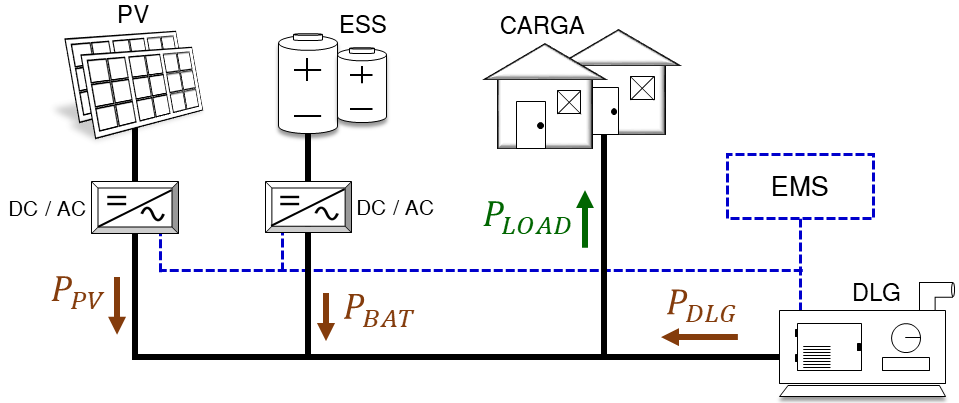 PV
ESS
CARGA
EMS
DC / AC
DC / AC
P_LOAD
P_PV
P_BAT
P_DLG
DLG